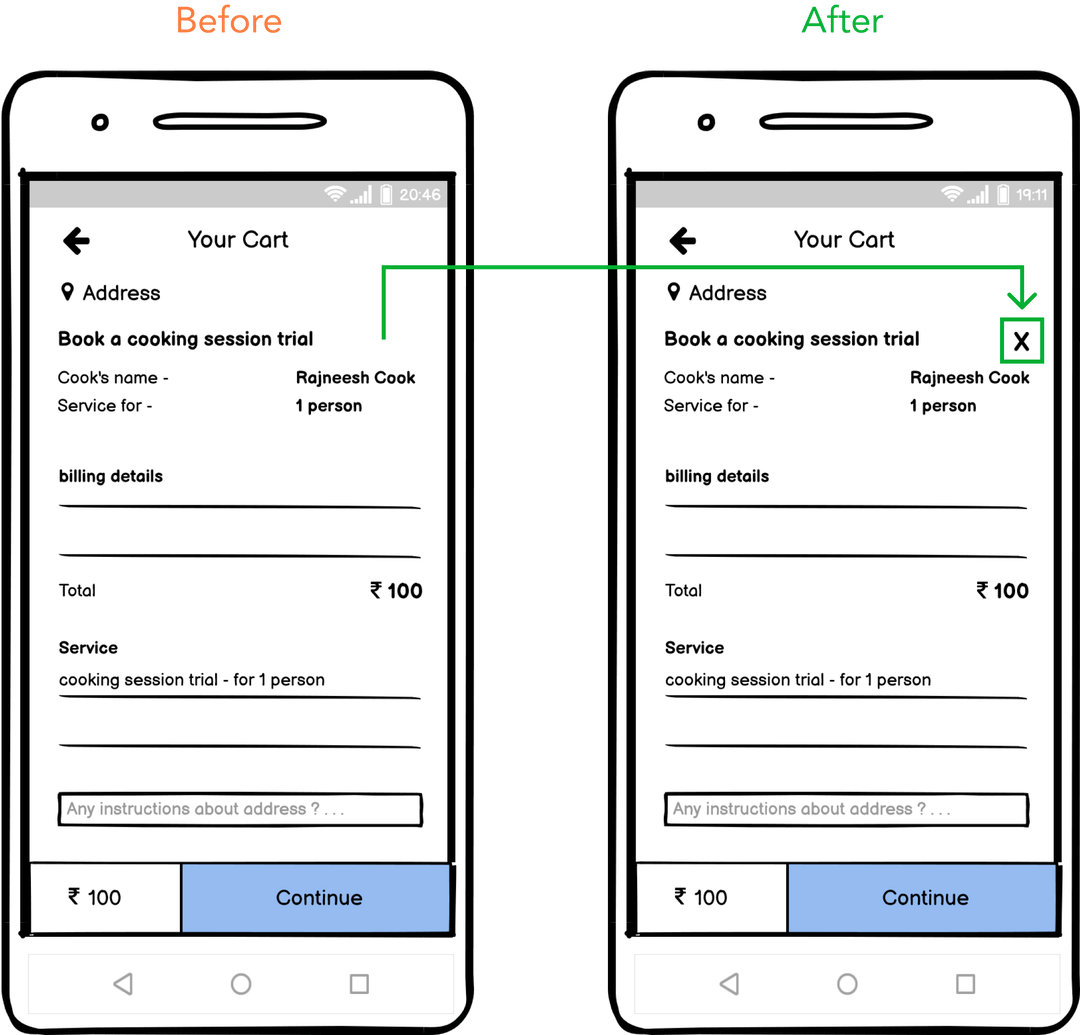 Before
20:46
Your Cart
Address
Book a cooking session trial
Cook's name - Rajneesh Cook
Service for - 1 person
billing details
Total ₹ 100
Service
cooking session trial - for 1 person
Any instructions about address ? . . .
₹ 100 Continue
After
19:11
Your Cart
Address
Book a cooking session trial X
Cook's name - Rajneesh Cook
Service for - 1 person
billing details
Total ₹ 100
Service
cooking session trial - for 1 person
Any instructions about address ? . . .
₹ 100 Continue